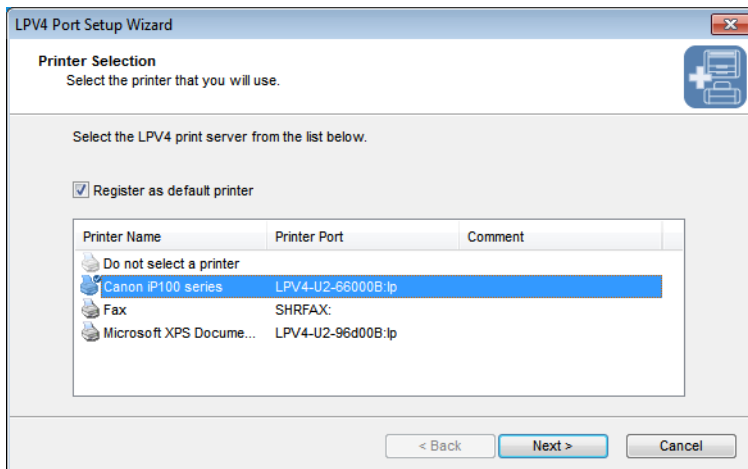 LPV4 Port Setup Wizard
Printer Selection
Select the printer that you will use.
Select the LPV4 print server from the list below.
Register as default printer
Printer Name Printer Port Comment
Do not select a printer
Canon iP100 series LPV4-U2-66000B:lp
Fax SHRFAX:
Microsoft XPS Docume... LPV4-U2-96d00B:lp
< Back Next > Cancel